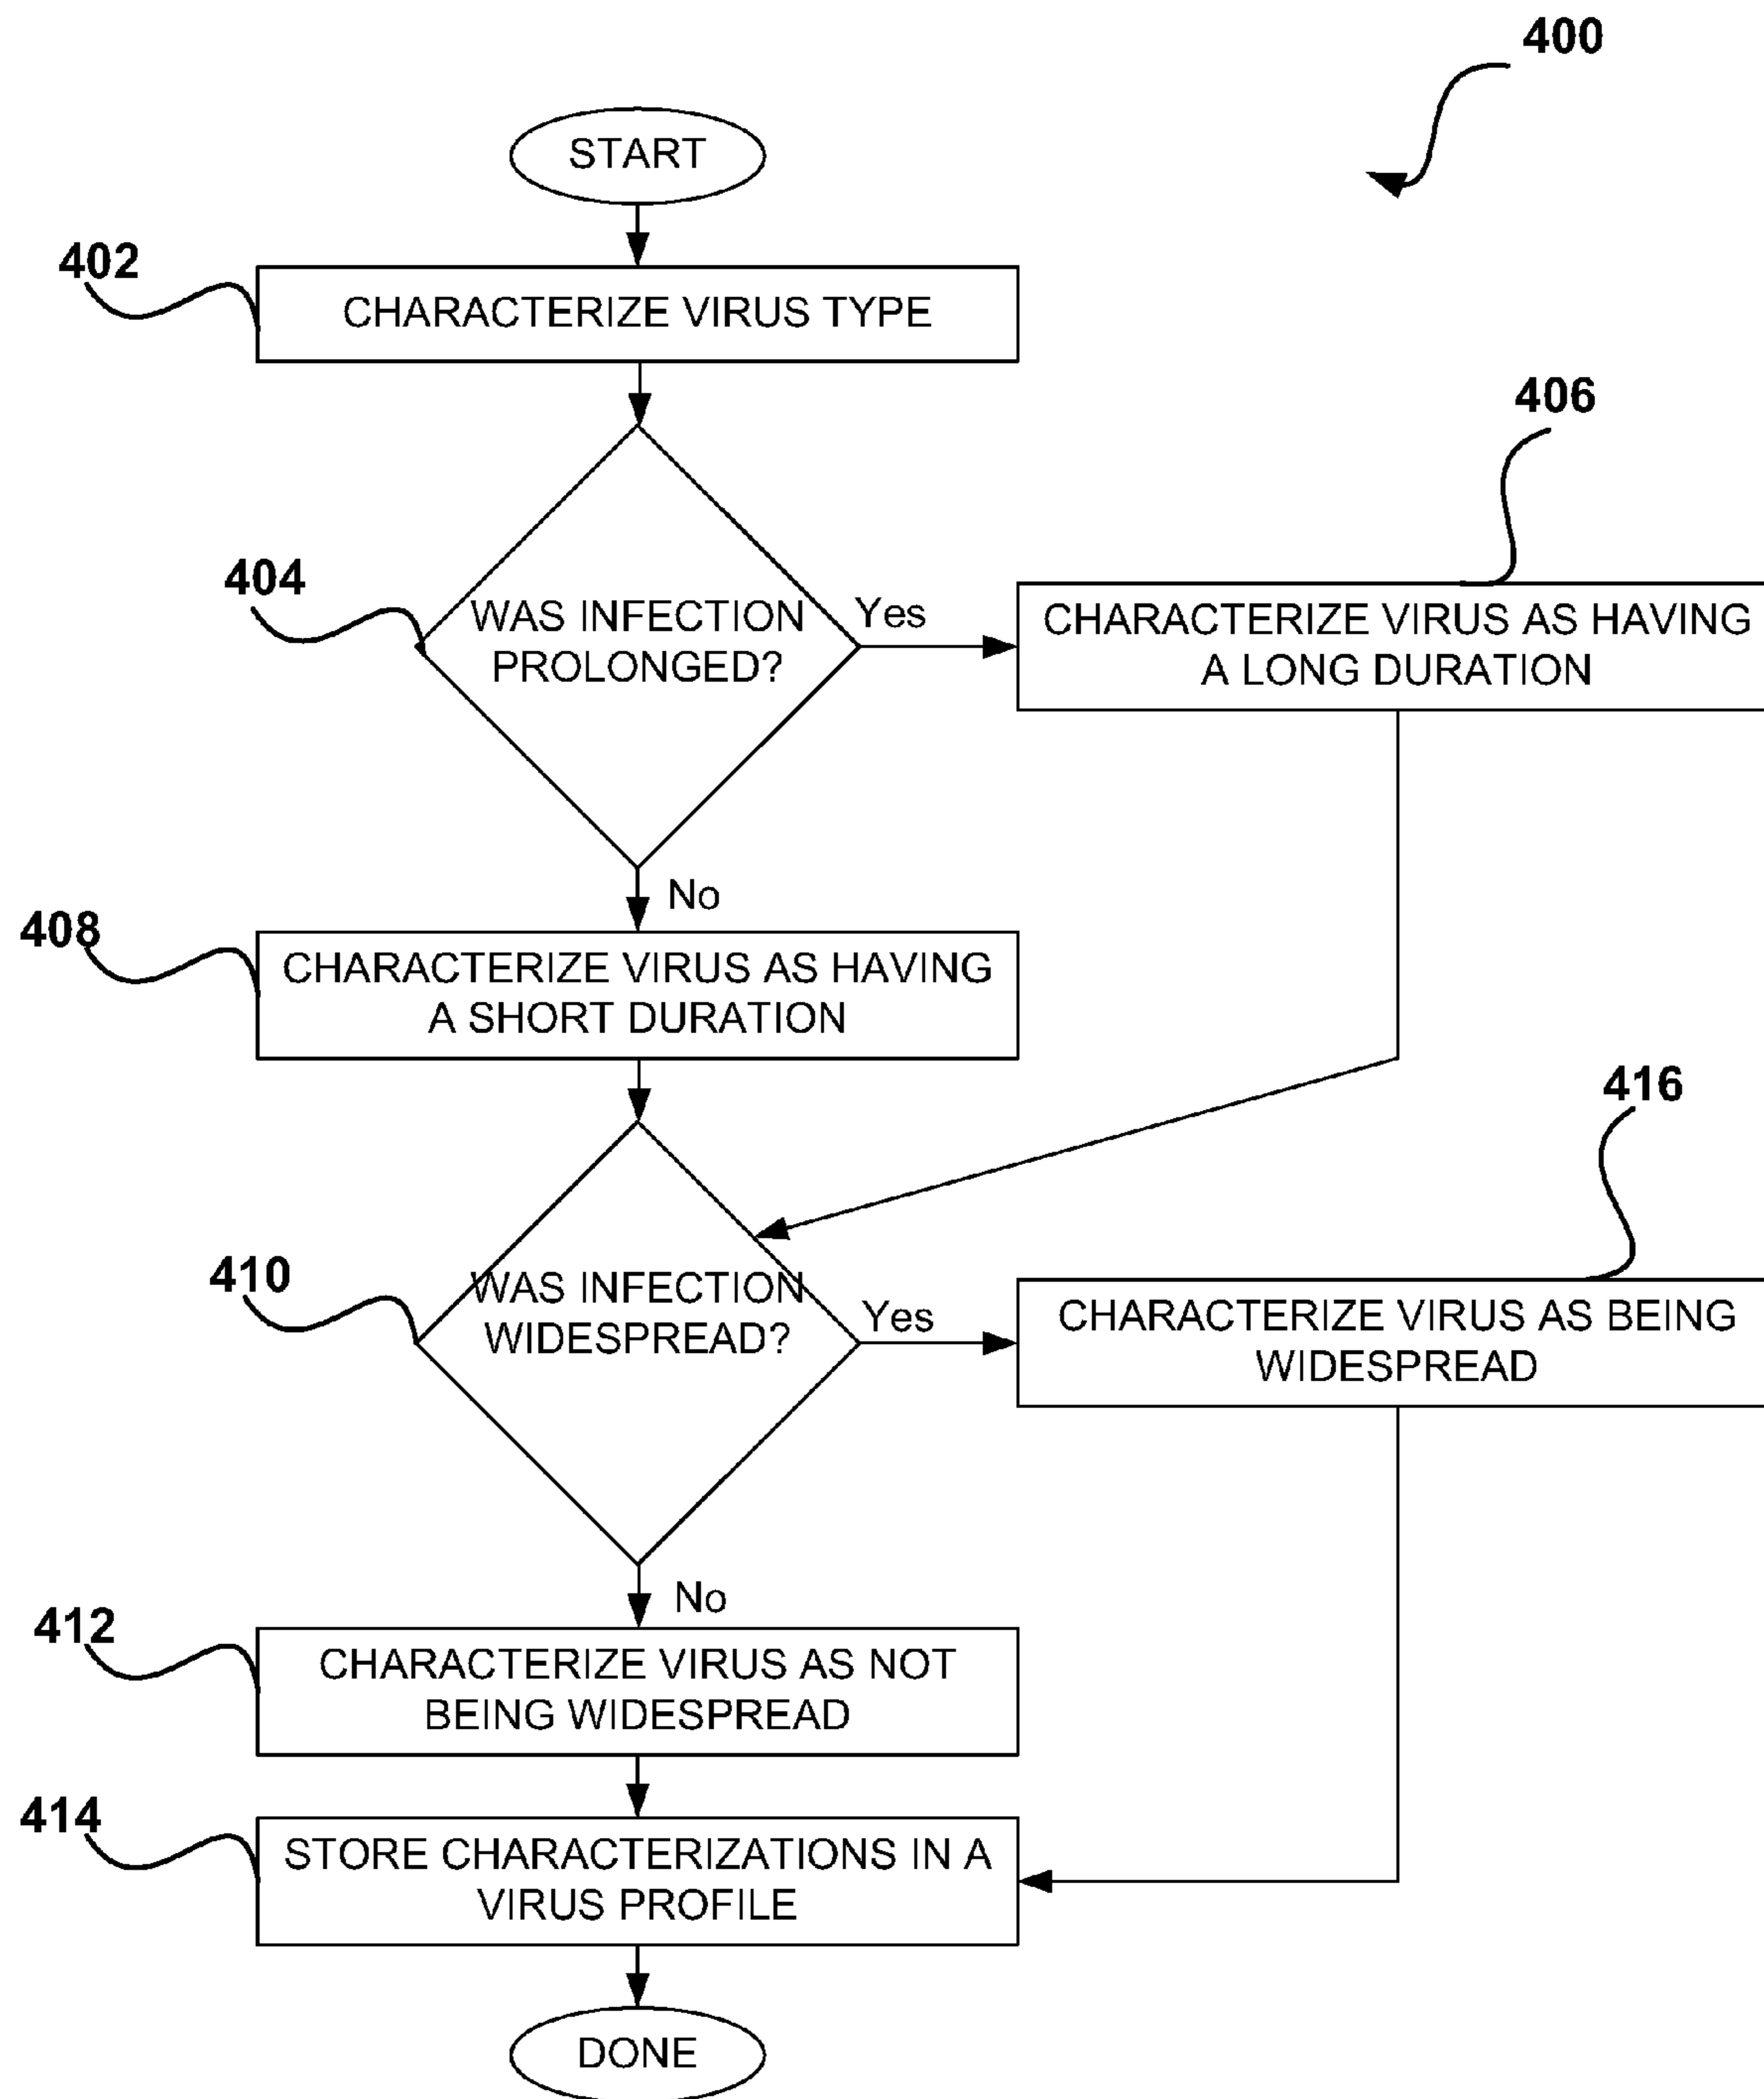 400
START
402
CHARACTERIZE VIRUS TYPE
406
404
WAS INFECTION
PROLONGED?
Yes
CHARACTERIZE VIRUS AS HAVING
A LONG DURATION
No
408
CHARACTERIZE VIRUS AS HAVING
A SHORT DURATION
416
410
WAS INFECTION
WIDESPREAD?
Yes
CHARACTERIZE VIRUS AS BEING
WIDESPREAD
No
412
CHARACTERIZE VIRUS AS NOT
BEING WIDESPREAD
414
STORE CHARACTERIZATIONS IN A
VIRUS PROFILE
DONE